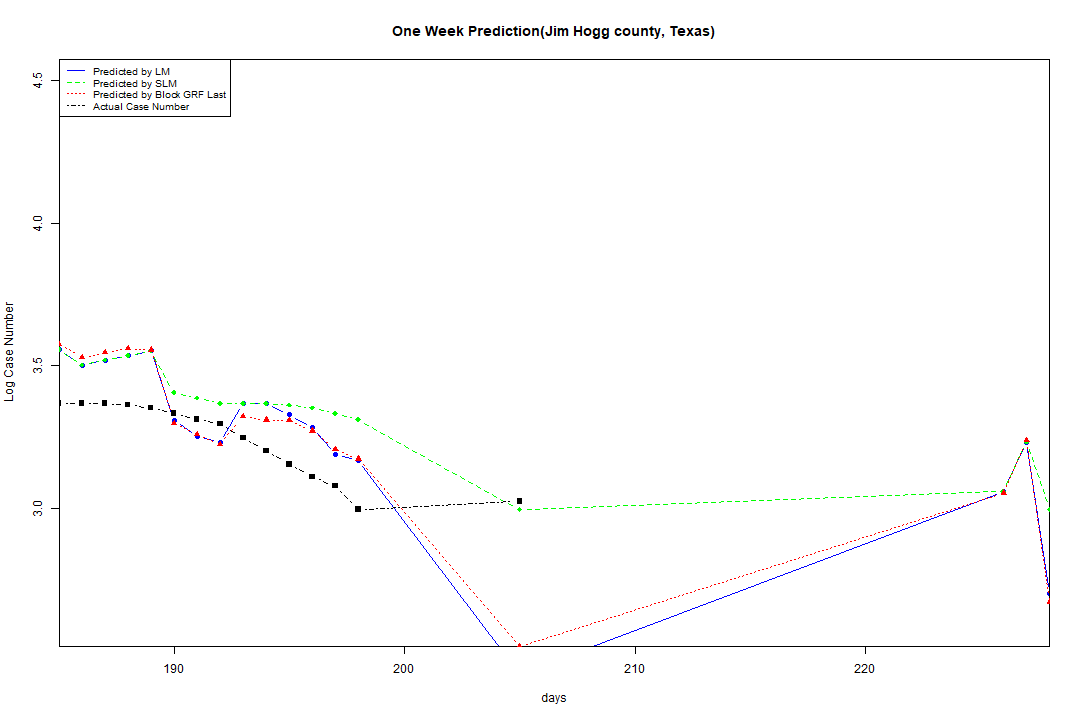 One Week Prediction(Jim Hogg county, Texas)
Predicted by LM
Predicted by SLM
Predicted by Block GRF Last
Actual Case Number
4.5
4.0
3.5
3.0
Log Case Number
190 200 210 220
days